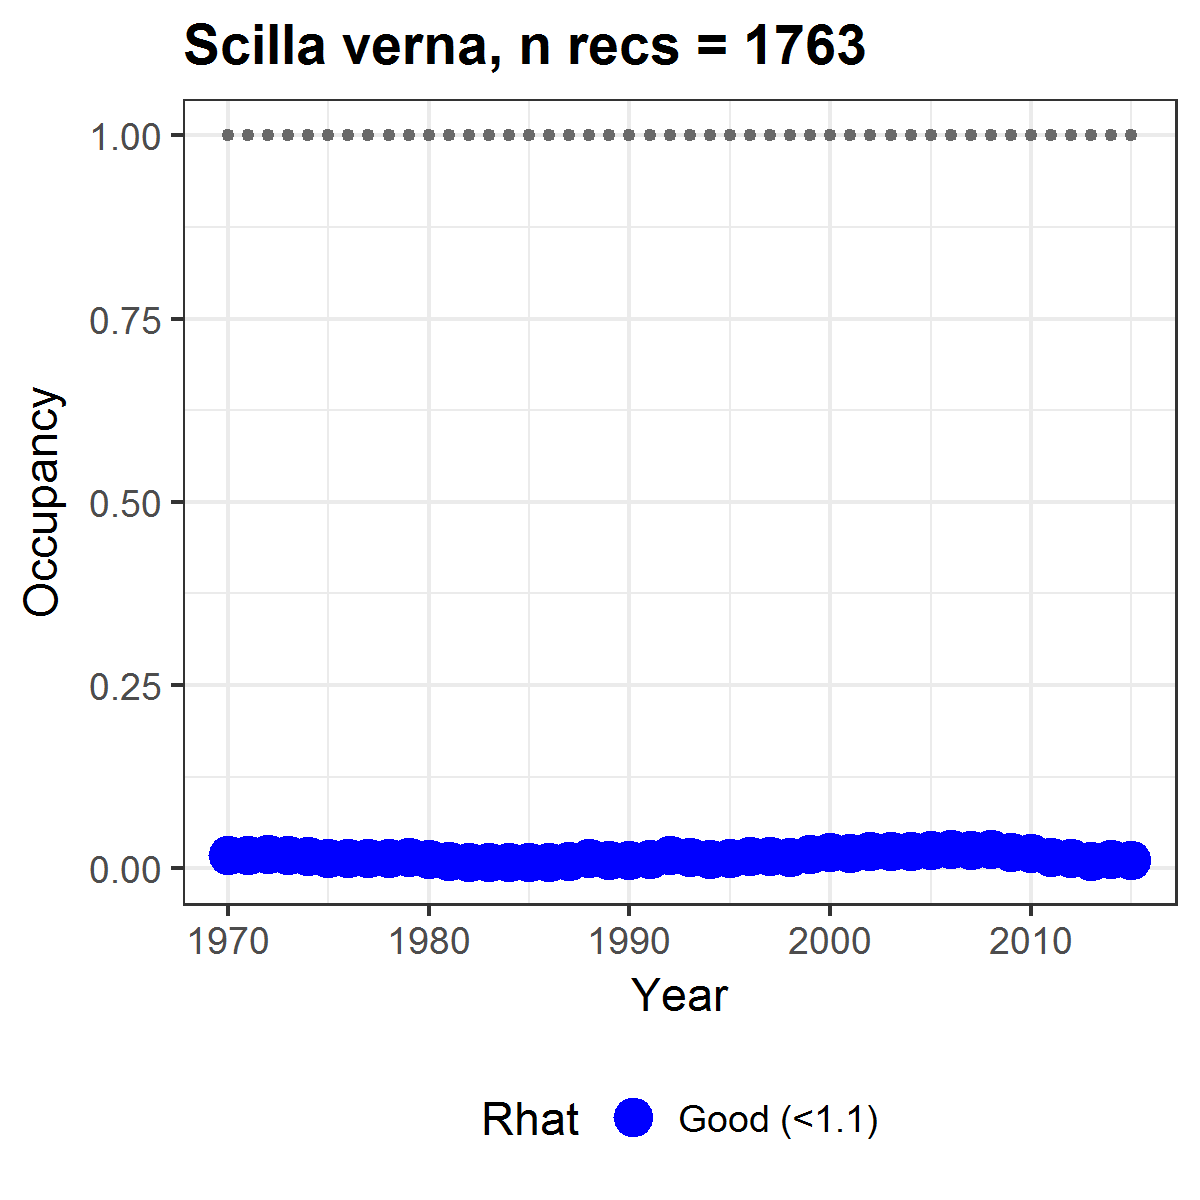 Scilla verna, n recs = 1763
1.00
0.75
0.50
0.25
0.00
Occupancy
1970 1980 1990 2000 2010
Year
Rhat Good (<1.1)